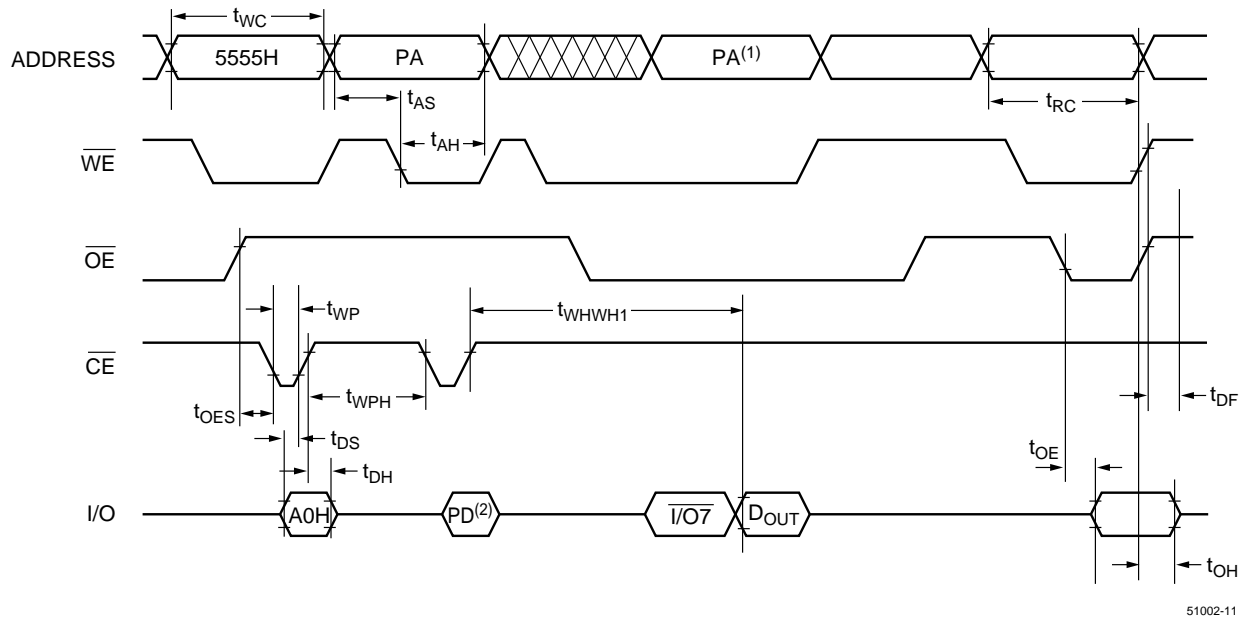 tWC
ADDRESS 5555H PA PA(1)
tAS tRC
tAH
WE
OE
tWP tWHWH1
CE
tWPH
tOES tDF
tDS tOE
tDH
I/O A0H PD(2) I/O7 DOUT
tOH
51002-11